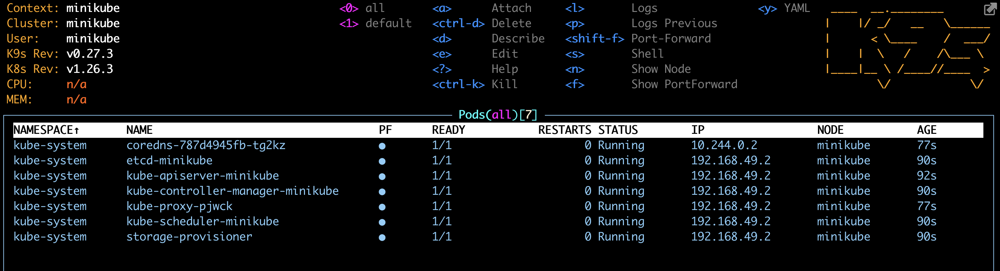 Context: minikube <0> all <a> Attach <l> Logs <y> YAML
Cluster: minikube <1> default <ctrl-d> Delete <p> Logs Previous
User: minikube <d> Describe <shift-f> Port-Forward
K9s Rev: v0.27.3 <e> Edit <s> Shell
K8s Rev: v1.26.3 <?> Help <n> Show Node
CPU: n/a <ctrl-k> Kill <f> Show PortForward
MEM: n/a
Pods(all)[7]
NAMESPACE↑ NAME PF READY RESTARTS STATUS IP NODE AGE
kube-system coredns-787d4945fb-tg2kz ● 1/1 0 Running 10.244.0.2 minikube 77s
kube-system etcd-minikube ● 1/1 0 Running 192.168.49.2 minikube 90s
kube-system kube-apiserver-minikube ● 1/1 0 Running 192.168.49.2 minikube 92s
kube-system kube-controller-manager-minikube ● 1/1 0 Running 192.168.49.2 minikube 90s
kube-system kube-proxy-pjwck ● 1/1 0 Running 192.168.49.2 minikube 77s
kube-system kube-scheduler-minikube ● 1/1 0 Running 192.168.49.2 minikube 90s
kube-system storage-provisioner ● 1/1 0 Running 192.168.49.2 minikube 90s